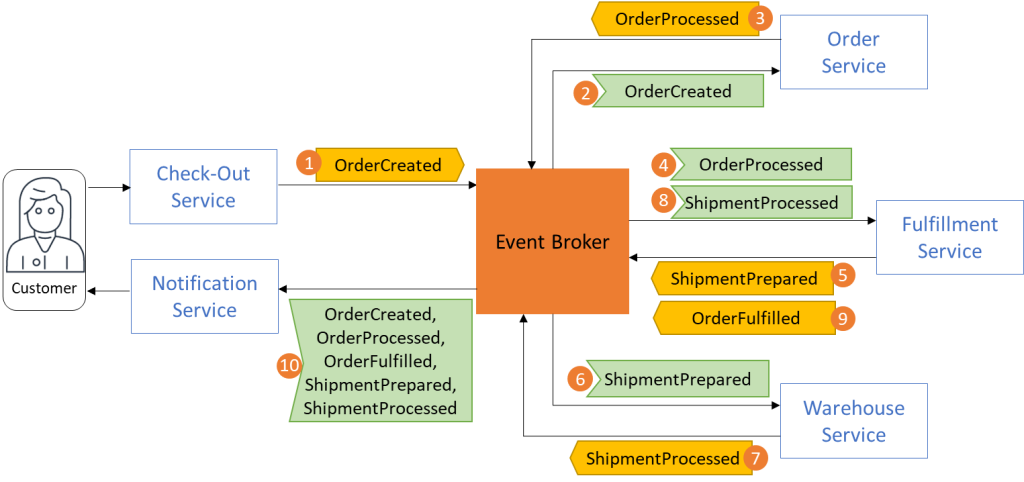 3
OrderProcessed
Order
Service
2
OrderCreated
1
OrderCreated
Check-Out
Service
4
OrderProcessed
8
ShipmentProcessed
Event Broker
Fulfillment
Service
Customer
Notification
Service
ShipmentPrepared
5
OrderFulfilled
9
10
OrderCreated,
OrderProcessed,
OrderFulfilled,
ShipmentPrepared,
ShipmentProcessed
6
ShipmentPrepared
Warehouse
Service
ShipmentProcessed
7